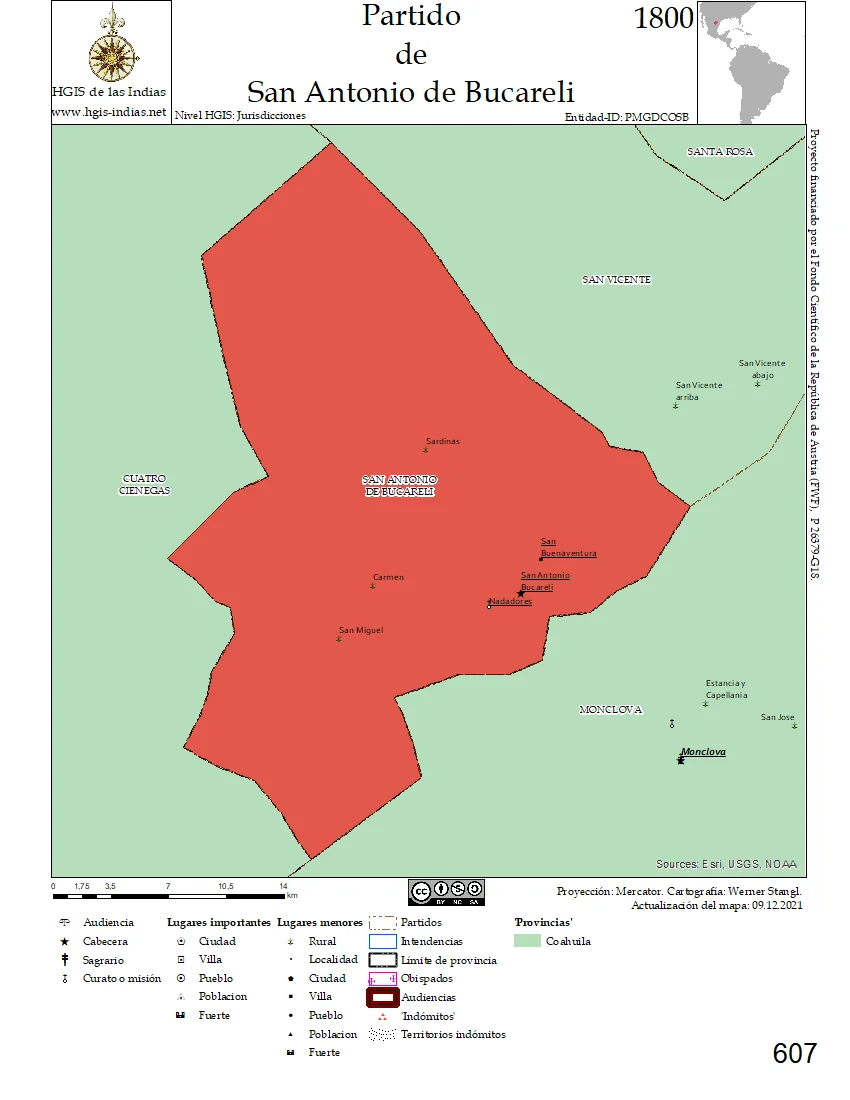 Partido
de
San Antonio de Bucareli
1800
HGIS de las Indias
www.hgis-indias.net
Nivel HGIS: Jurisdicciones
Entidad-ID: PMGDCOSB
Proyecto financiado por el Fondo Científico de la República de Austria (FWF), P 26379-G18.
SANTA ROSA
SAN VICENTE
San Vicente
abajo
San Vicente
arriba
Sardinas
CUATRO
CIENEGAS
SAN ANTONIO
DE BUCARELI
San
Buenaventura
San Antonio
Bucareli
Carmen
Nadadores
San Miguel
Estancia y
Capellania
MONCLOVA
San Jose
Monclova
Sources: Esri, USGS, NOAA
0 1,75 3,5 7 10,5 14
km
CC BY NC SA
Proyección: Mercator. Cartografía: Werner Stangl.
Actualización del mapa: 09.12.2021
Audiencia
Cabecera
Sagrario
Curato o misión
Lugares importantes
Ciudad
Villa
Pueblo
Poblacion
Fuerte
Lugares menores
Rural
Localidad
Ciudad
Villa
Pueblo
Poblacion
Fuerte
Partidos
Intendencias
Límite de provincia
Obispados
Audiencias
'Indómitos'
Territorios indómitos
'Provincias'
Coahuila
607